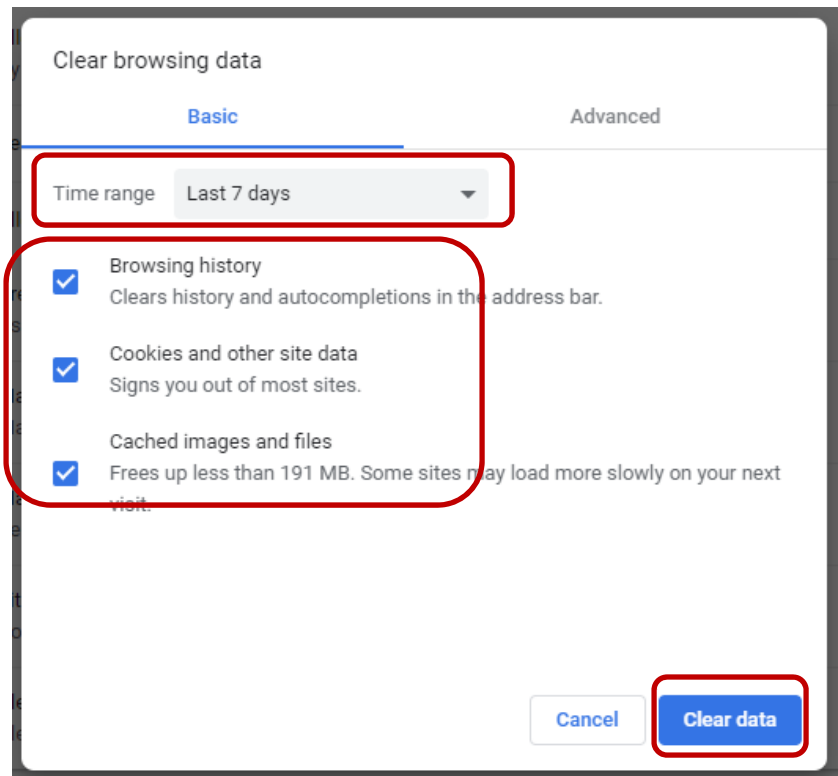 Clear browsing data
Basic Advanced
Time range Last 7 days
Browsing history
Clears history and autocompletions in the address bar.
Cookies and other site data
Signs you out of most sites.
Cached images and files
Frees up less than 191 MB. Some sites may load more slowly on your next
visit.
Cancel Clear data